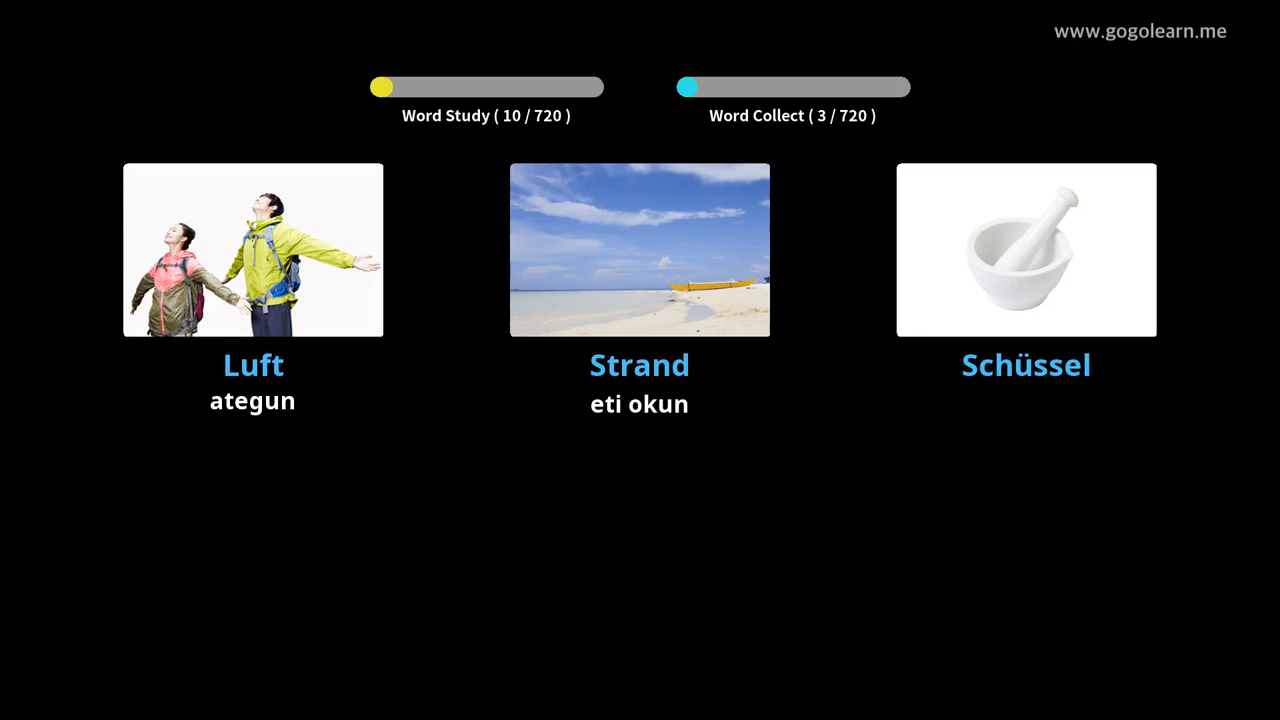 www.gogolearn.me
Word Study ( 10 / 720 )
Word Collect ( 3 / 720 )
Luft
ategun
Strand
eti okun
Schüssel